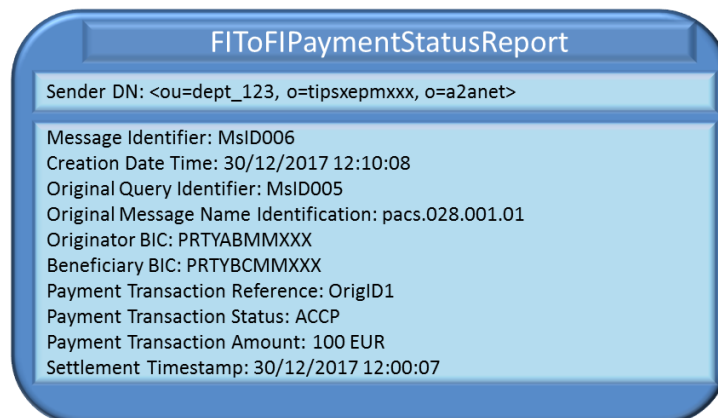 FIToFIPaymentStatusReport
Sender DN: <ou=dept_123, o=tipsxepmxxx, o=a2anet>
Message Identifier: MsID006
Creation Date Time: 30/12/2017 12:10:08
Original Query Identifier: MsID005
Original Message Name Identification: pacs.028.001.01
Originator BIC: PRTYABMMXXX
Beneficiary BIC: PRTYBCMMXXX
Payment Transaction Reference: OrigID1
Payment Transaction Status: ACCP
Payment Transaction Amount: 100 EUR
Settlement Timestamp: 30/12/2017 12:00:07